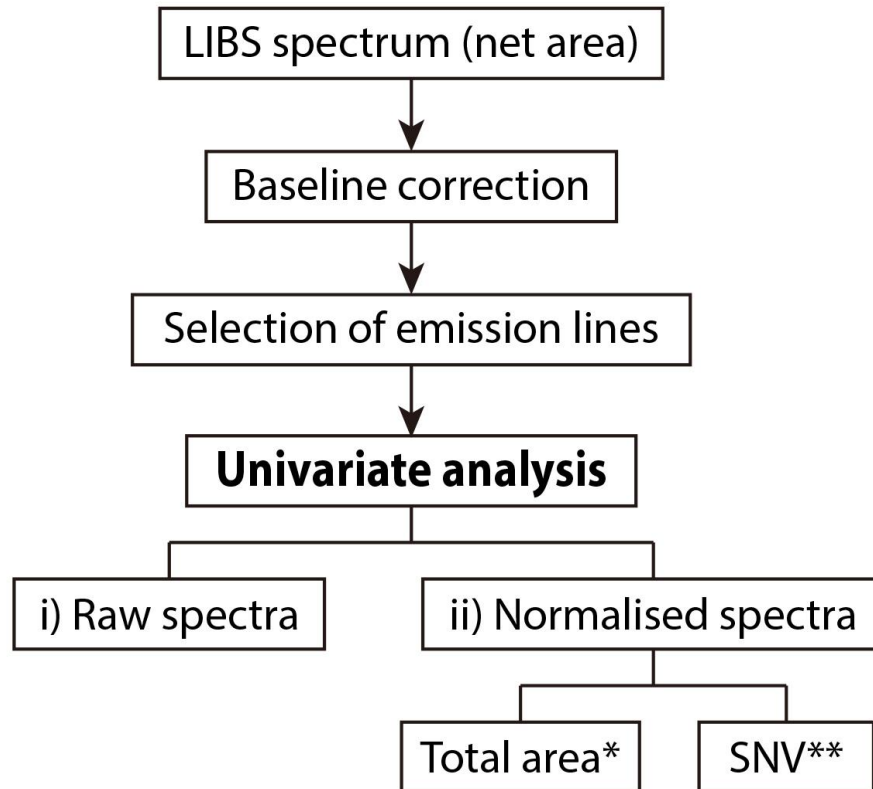 LIBS spectrum (net area)
Baseline correction
Selection of emission lines
Univariate analysis
i) Raw spectra
ii) Normalised spectra
Total area*
SNV**